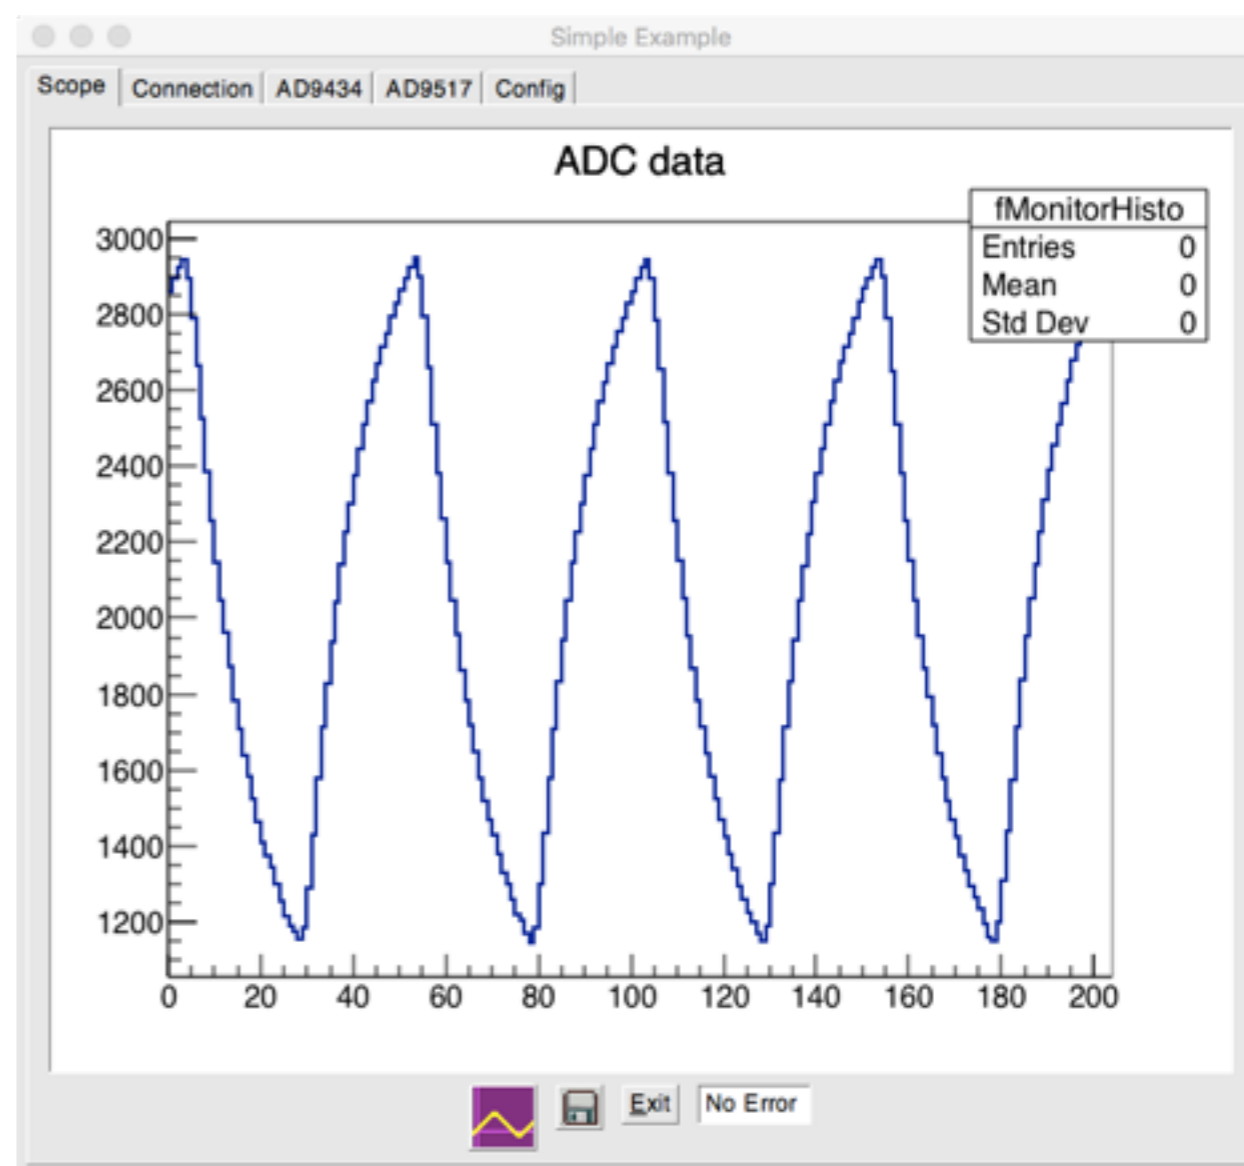 Simple Example
Scope Connection AD9434 AD9517 Config
ADC data
fMonitorHisto
Entries 0
Mean 0
Std Dev 0
3000
2800
2600
2400
2200
2000
1800
1600
1400
1200
0 20 40 60 80 100 120 140 160 180 200
Exit No Error